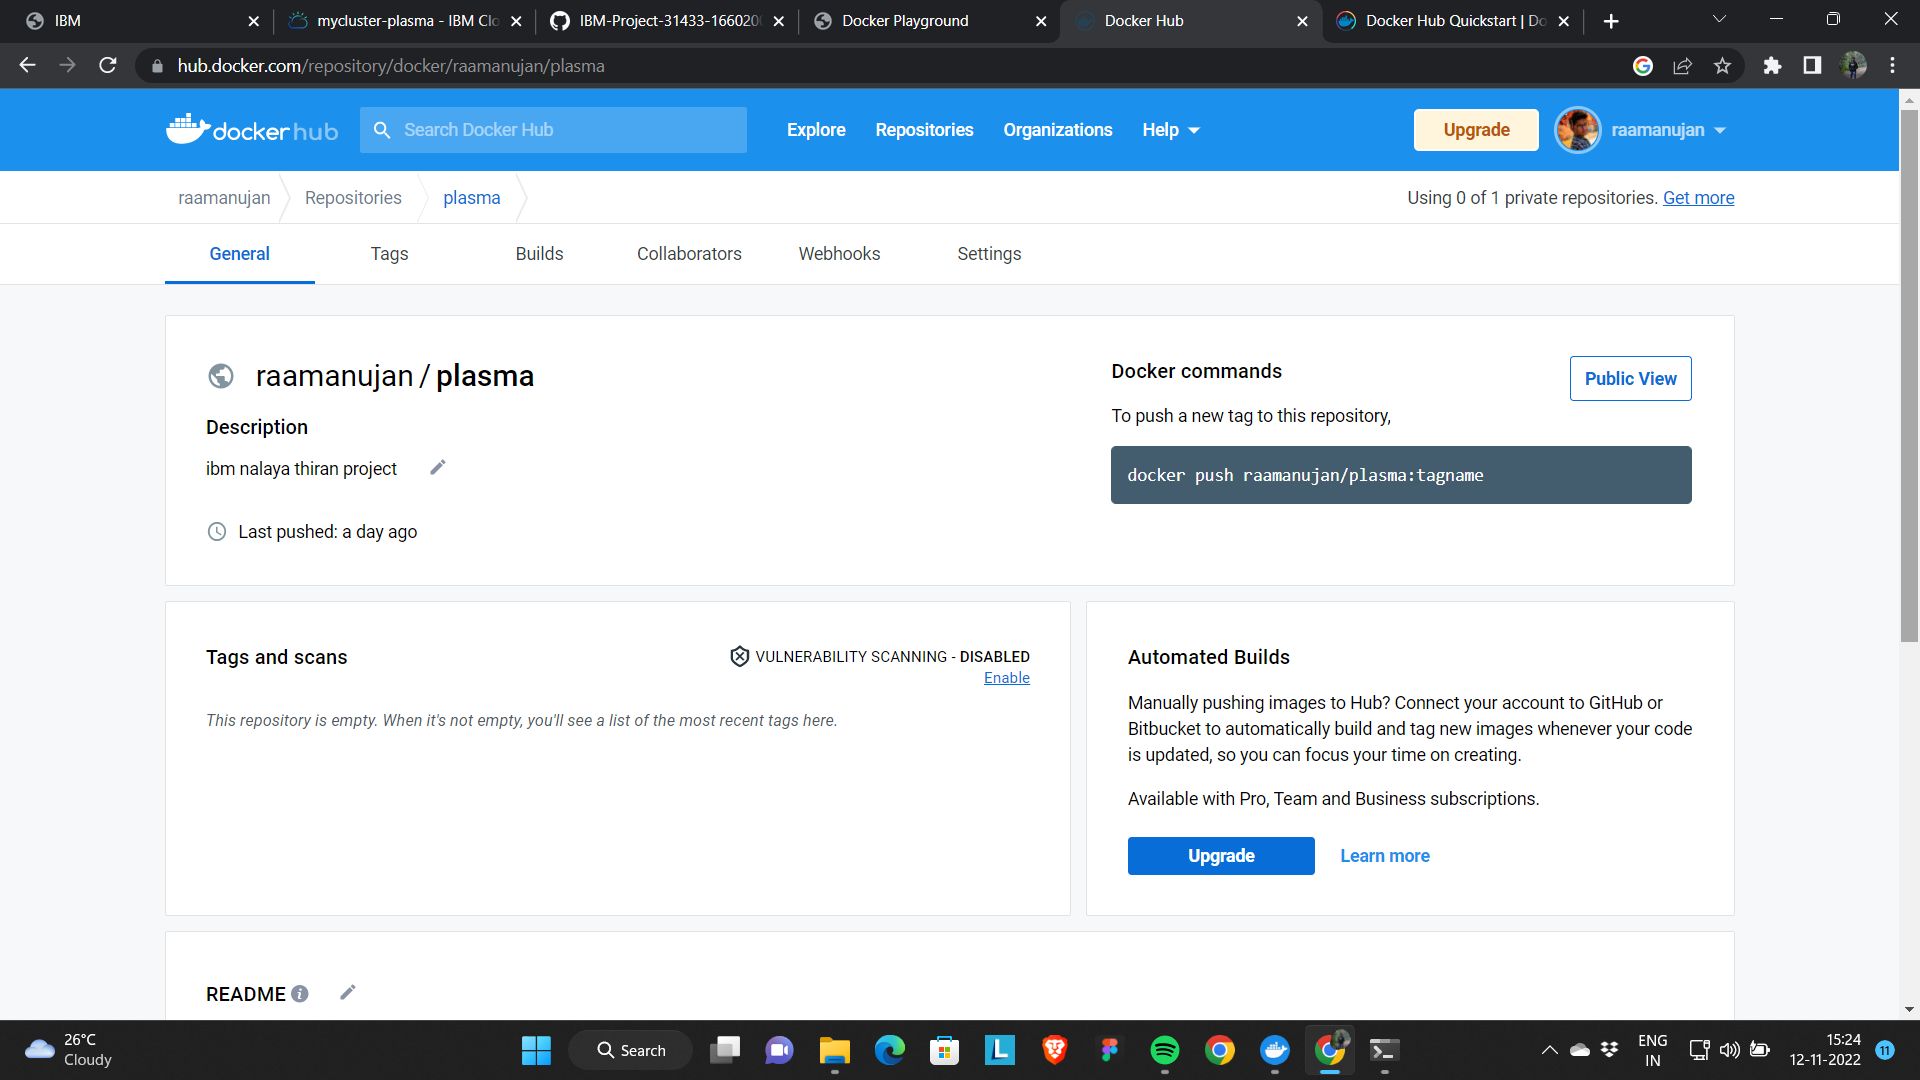 IBM
mycluster-plasma - IBM Clo
IBM-Project-31433-166020
Docker Playground
Docker Hub
Docker Hub Quickstart | Do
hub.docker.com/repository/docker/raamanujan/plasma
dockerhub
Search Docker Hub
Explore
Repositories
Organizations
Help
Upgrade
raamanujan
raamanujan
Repositories
plasma
Using 0 of 1 private repositories. Get more
General
Tags
Builds
Collaborators
Webhooks
Settings
raamanujan / plasma
Description
ibm nalaya thiran project
Last pushed: a day ago
Docker commands
Public View
To push a new tag to this repository,
docker push raamanujan/plasma:tagname
Tags and scans
VULNERABILITY SCANNING - DISABLED
Enable
This repository is empty. When it's not empty, you'll see a list of the most recent tags here.
Automated Builds
Manually pushing images to Hub? Connect your account to GitHub or
Bitbucket to automatically build and tag new images whenever your code
is updated, so you can focus your time on creating.
Available with Pro, Team and Business subscriptions.
Upgrade
Learn more
README
26°C
Cloudy
Search
L
ENG
IN
15:24
12-11-2022
11